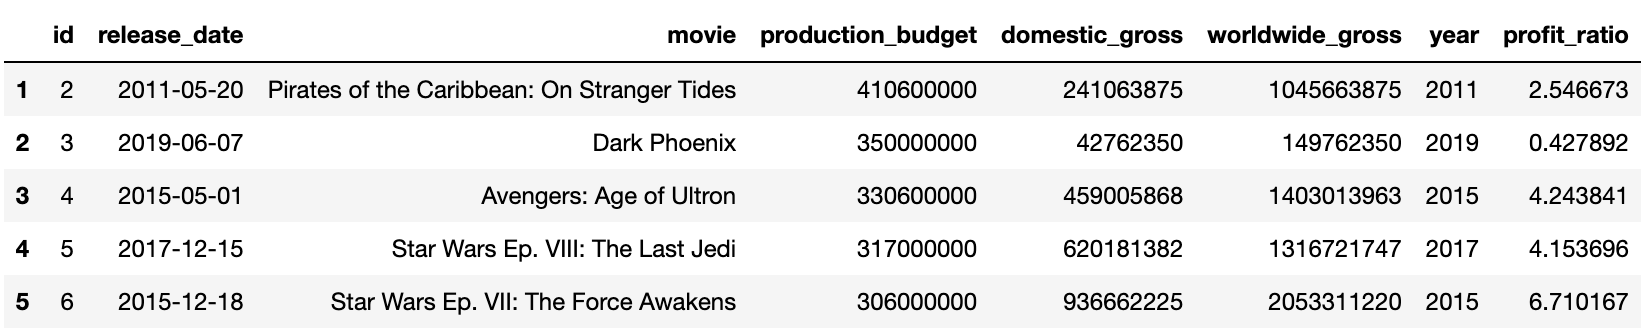 id release_date movie production_budget domestic_gross worldwide_gross year profit_ratio
1 2 2011-05-20 Pirates of the Caribbean: On Stranger Tides 410600000 241063875 1045663875 2011 2.546673
2 3 2019-06-07 Dark Phoenix 350000000 42762350 149762350 2019 0.427892
3 4 2015-05-01 Avengers: Age of Ultron 330600000 459005868 1403013963 2015 4.243841
4 5 2017-12-15 Star Wars Ep. VIII: The Last Jedi 317000000 620181382 1316721747 2017 4.153696
5 6 2015-12-18 Star Wars Ep. VII: The Force Awakens 306000000 936662225 2053311220 2015 6.710167